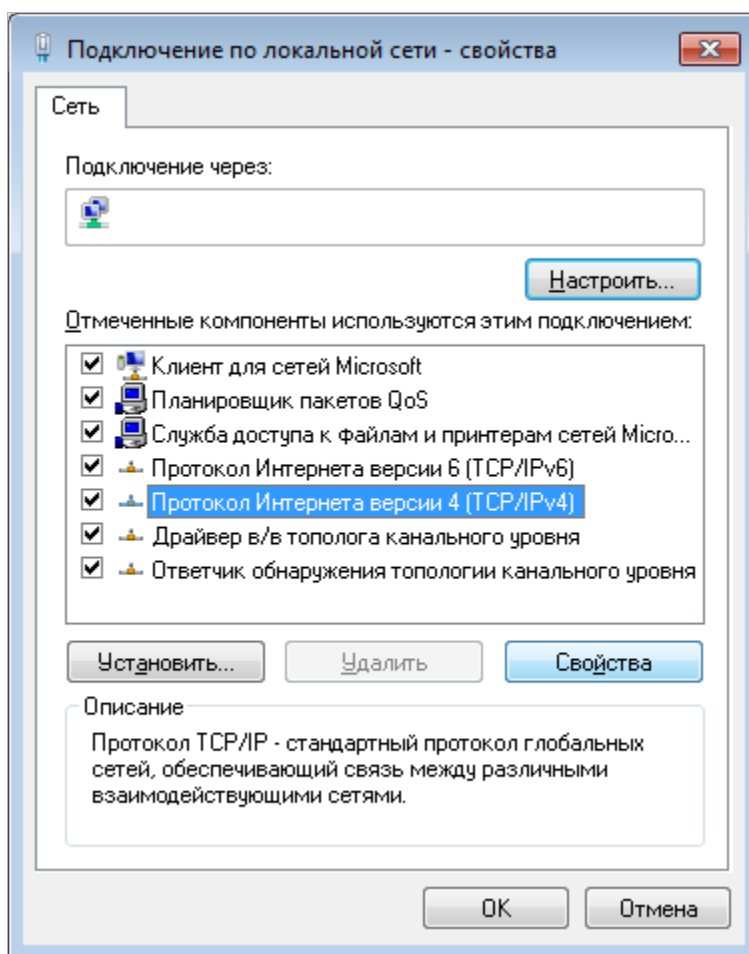 Подключение по локальной сети - свойства
Сеть
Подключение через:
Настроить...
Отмеченные компоненты используются этим подключением:
Клиент для сетей Microsoft
Планировщик пакетов QoS
Служба доступа к файлам и принтерам сетей Micro...
Протокол Интернета версии 6 (TCP/IPv6)
Протокол Интернета версии 4 (TCP/IPv4)
Драйвер в/в тополога канального уровня
Ответчик обнаружения топологии канального уровня
Установить...
Удалить
Свойства
Описание
Протокол TCP/IP - стандартный протокол глобальных
сетей, обеспечивающий связь между различными
взаимодействующими сетями.
OK
Отмена